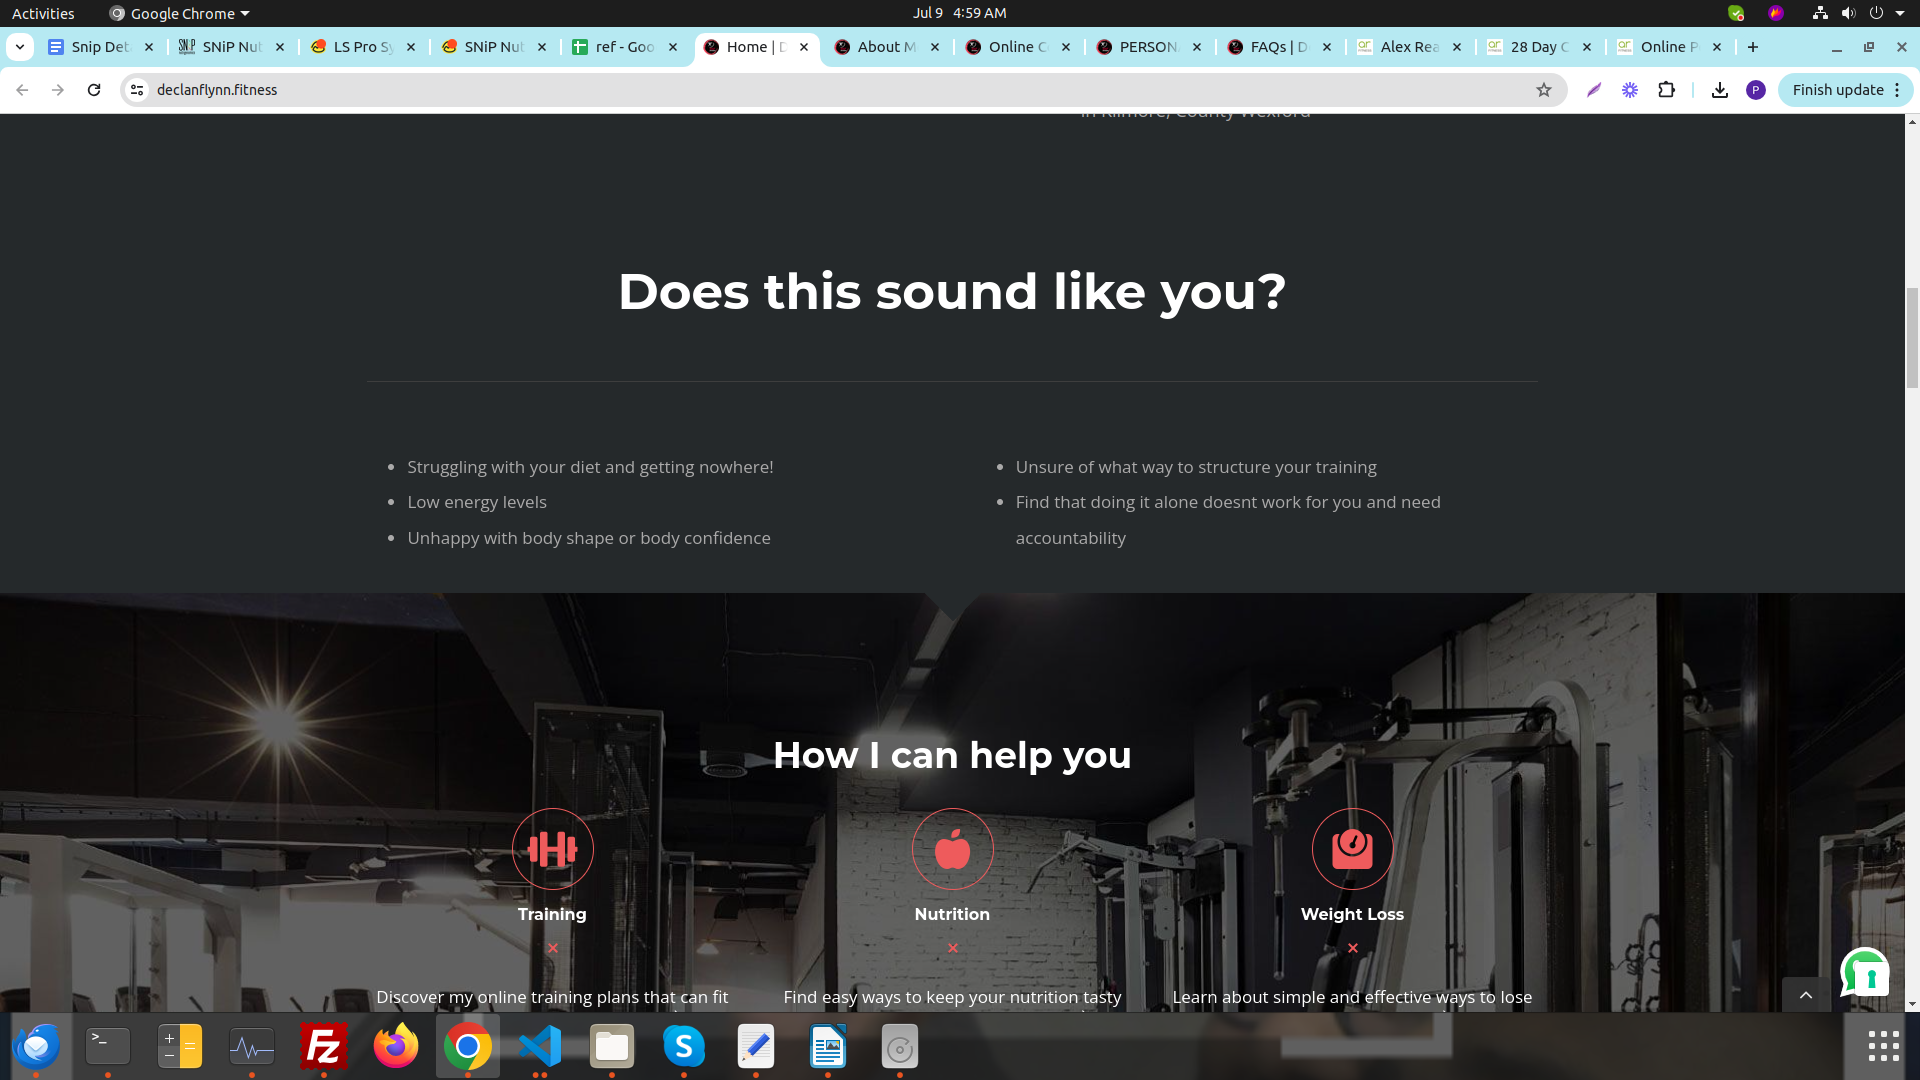 Activities
Google Chrome
Jul 9 4:59 AM
Snip Det
SNiP Nut
LS Pro Sy
SNiP Nut
ref - Goo
Home | D
About M
Online C
PERSON
FAQs | D
Alex Rea
28 Day C
Online P
declanflynn.fitness
P
Finish update
in Kilmore, County Wexford
Does this sound like you?
Struggling with your diet and getting nowhere!
Low energy levels
Unhappy with body shape or body confidence
Unsure of what way to structure your training
Find that doing it alone doesnt work for you and need
accountability
How I can help you
Training
Nutrition
Weight Loss
Discover my online training plans that can fit
Find easy ways to keep your nutrition tasty
Learn about simple and effective ways to lose